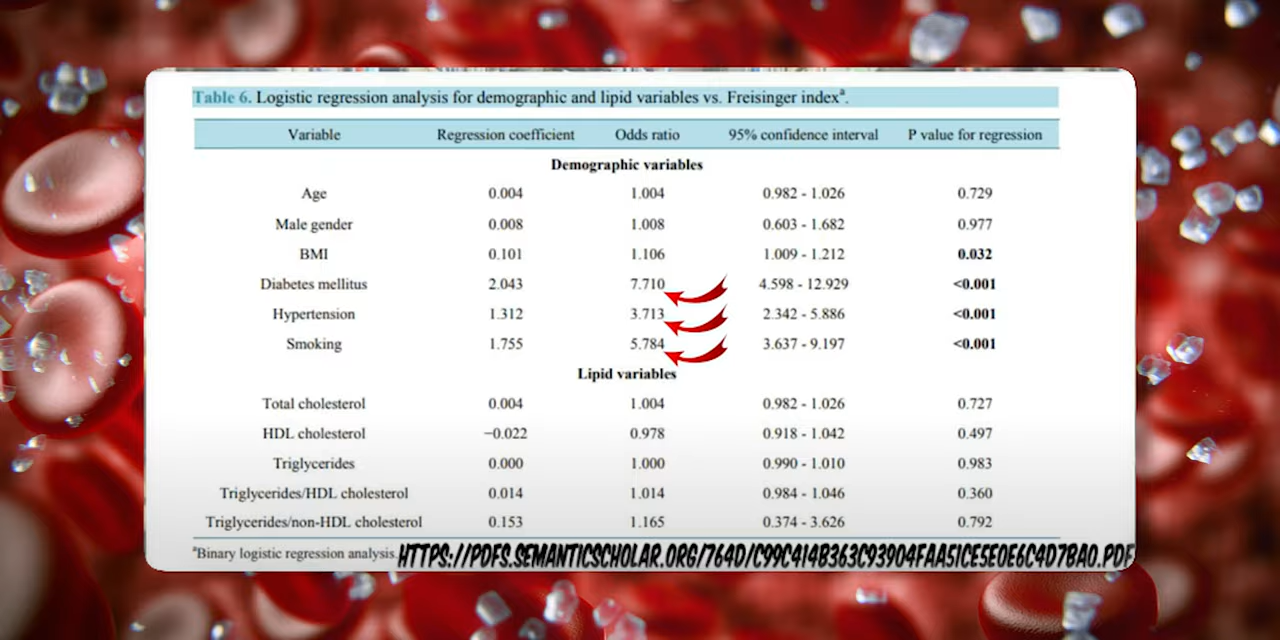 Table 6. Logistic regression analysis for demographic and lipid variables vs. Freisinger indexª.
Variable Regression coefficient Odds ratio 95% confidence interval P value for regression
Demographic variables
Age 0.004 1.004 0.982 - 1.026 0.729
Male gender 0.008 1.008 0.603 - 1.682 0.977
BMI 0.101 1.106 1.009 - 1.212 0.032
Diabetes mellitus 2.043 7.710 4.598 - 12.929 <0.001
Hypertension 1.312 3.713 2.342 - 5.886 <0.001
Smoking 1.755 5.784 3.637 - 9.197 <0.001
Lipid variables
Total cholesterol 0.004 1.004 0.982 - 1.026 0.727
HDL cholesterol −0.022 0.978 0.918 - 1.042 0.497
Triglycerides 0.000 1.000 0.990 - 1.010 0.983
Triglycerides/HDL cholesterol 0.014 1.014 0.984 - 1.046 0.360
Triglycerides/non-HDL cholesterol 0.153 1.165 0.374 - 3.626 0.792
ªBinary logistic regression analysis. HTTPS://PDFS.SEMANTICSCHOLAR.ORG/764D/C99C414B363C93904FAA51CE5E0E6C4D7BA0.PDF